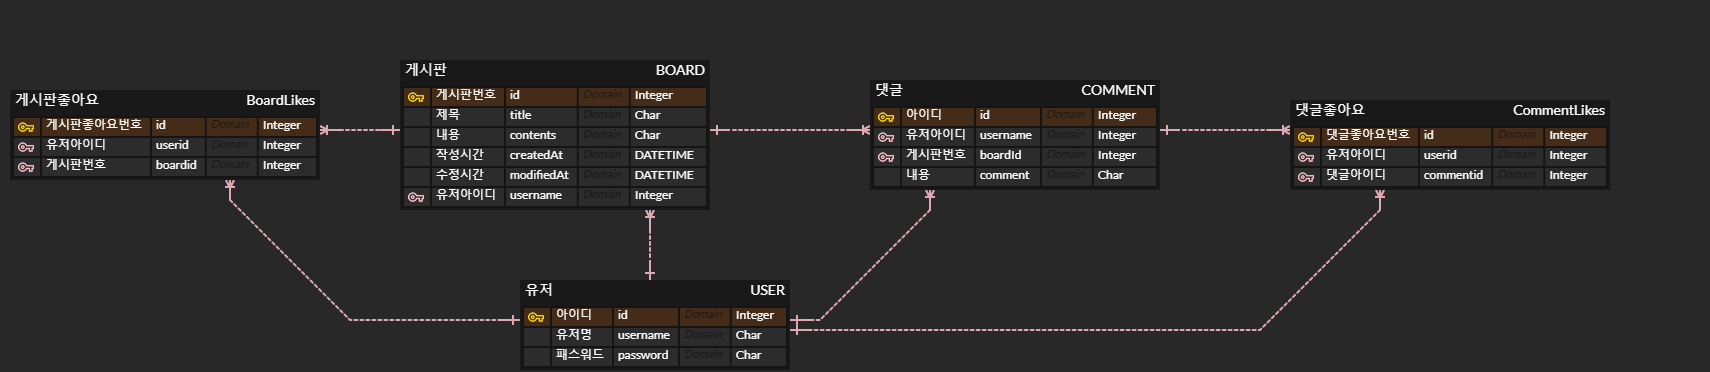 게시판좋아요 BoardLikes
게시판좋아요번호 id Domain Integer
유저아이디 userid Domain Integer
게시판번호 boardid Domain Integer
게시판 BOARD
게시판번호 id Domain Integer
제목 title Domain Char
내용 contents Domain Char
작성시간 createdAt Domain DATETIME
수정시간 modifiedAt Domain DATETIME
유저아이디 username Domain Integer
댓글 COMMENT
아이디 id Domain Integer
유저아이디 username Domain Integer
게시판번호 boardId Domain Integer
내용 comment Domain Char
댓글좋아요 CommentLikes
댓글좋아요번호 id Domain Integer
유저아이디 userid Domain Integer
댓글아이디 commentid Domain Integer
유저 USER
아이디 id Domain Integer
유저명 username Domain Char
패스워드 password Domain Char